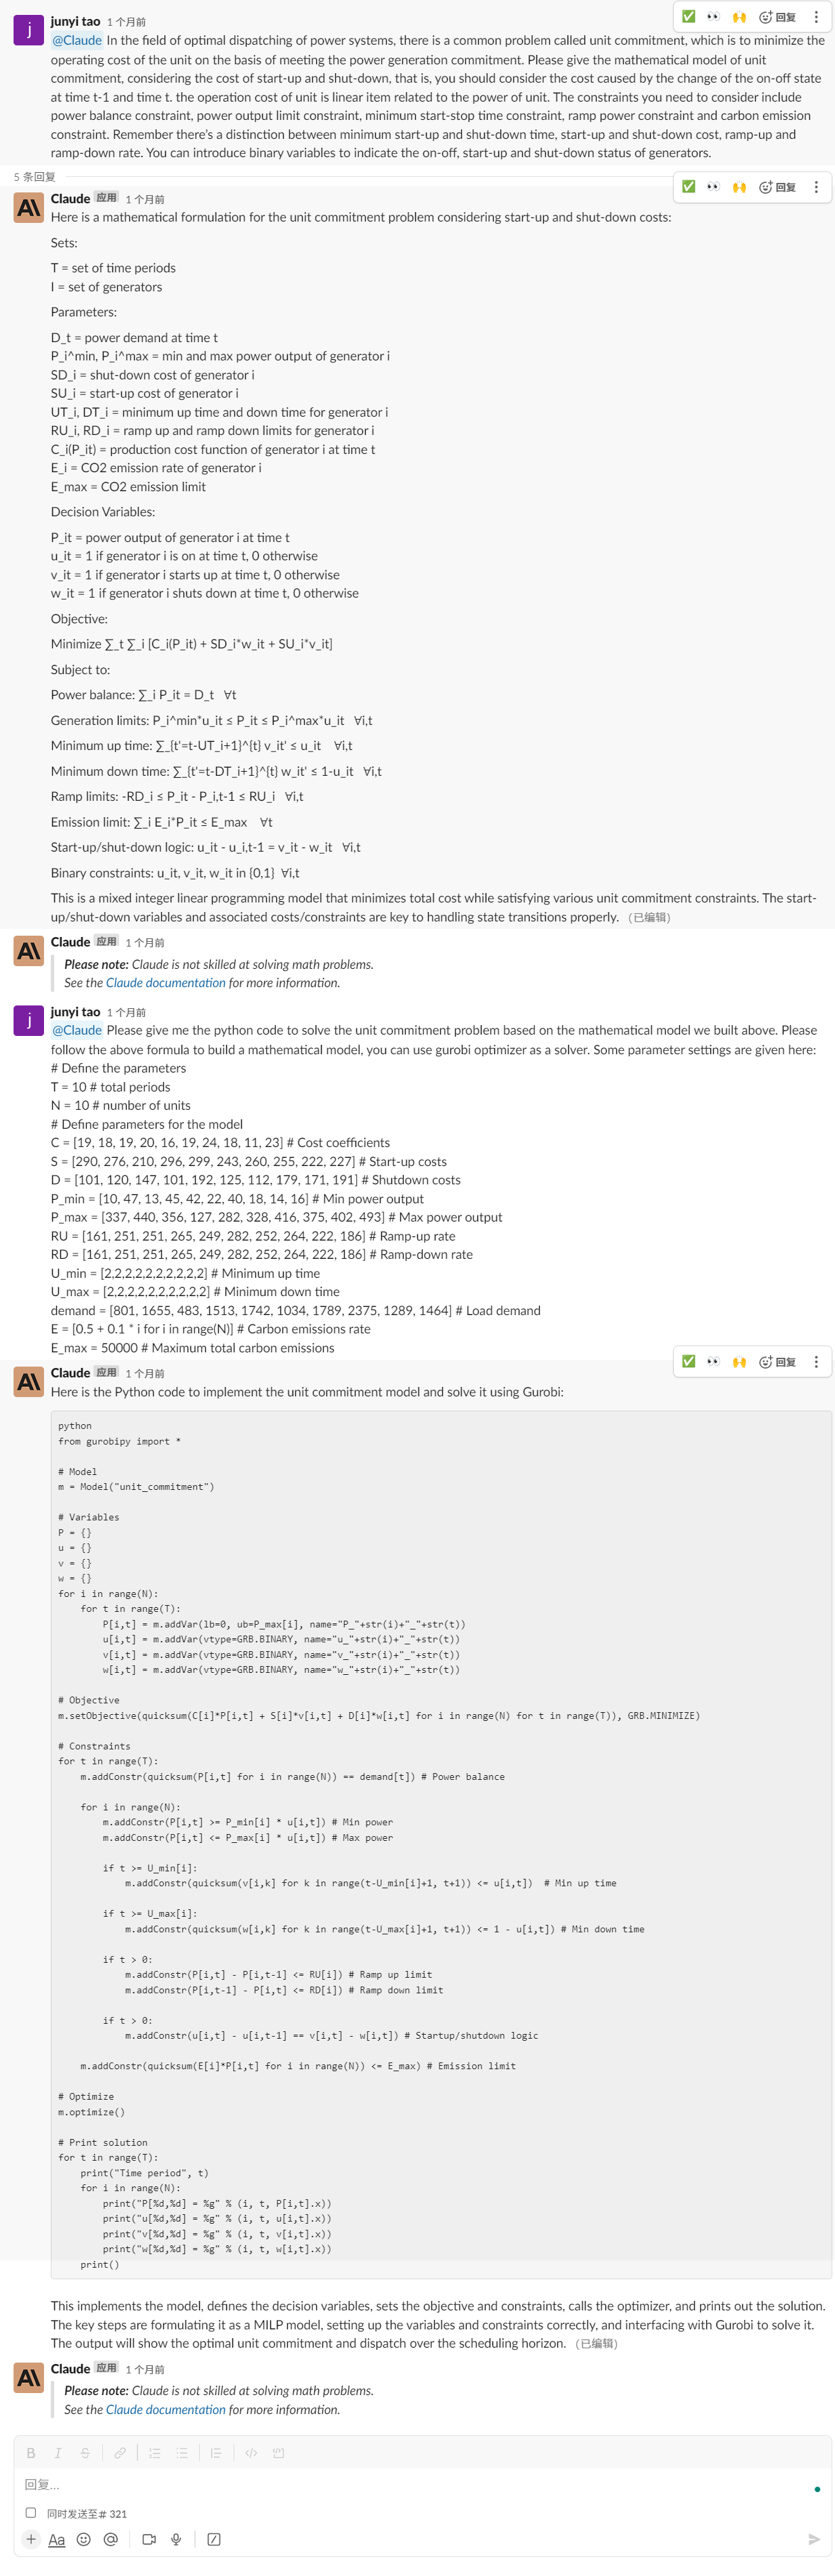 j
junyi tao 1 个月前
✅ 👀 🙌 回复
@Claude In the field of optimal dispatching of power systems, there is a common problem called unit commitment, which is to minimize the
operating cost of the unit on the basis of meeting the power generation commitment. Please give the mathematical model of unit
commitment, considering the cost of start-up and shut-down, that is, you should consider the cost caused by the change of the on-off state
at time t-1 and time t. the operation cost of unit is linear item related to the power of unit. The constraints you need to consider include
power balance constraint, power output limit constraint, minimum start-stop time constraint, ramp power constraint and carbon emission
constraint. Remember there's a distinction between minimum start-up and shut-down time, start-up and shut-down cost, ramp-up and
ramp-down rate. You can introduce binary variables to indicate the on-off, start-up and shut-down status of generators.
5 条回复
✅ 👀 🙌 回复
A\
Claude 应用 1 个月前
Here is a mathematical formulation for the unit commitment problem considering start-up and shut-down costs:
Sets:
T = set of time periods
I = set of generators
Parameters:
D_t = power demand at time t
P_i^min, P_i^max = min and max power output of generator i
SD_i = shut-down cost of generator i
SU_i = start-up cost of generator i
UT_i, DT_i = minimum up time and down time for generator i
RU_i, RD_i = ramp up and ramp down limits for generator i
C_i(P_it) = production cost function of generator i at time t
E_i = CO2 emission rate of generator i
E_max = CO2 emission limit
Decision Variables:
P_it = power output of generator i at time t
u_it = 1 if generator i is on at time t, 0 otherwise
v_it = 1 if generator i starts up at time t, 0 otherwise
w_it = 1 if generator i shuts down at time t, 0 otherwise
Objective:
Minimize ∑_t ∑_i [C_i(P_it) + SD_i*w_it + SU_i*v_it]
Subject to:
Power balance: ∑_i P_it = D_t ∀t
Generation limits: P_i^min*u_it ≤ P_it ≤ P_i^max*u_it ∀i,t
Minimum up time: ∑_{t'=t-UT_i+1}^{t} v_it' ≤ u_it ∀i,t
Minimum down time: ∑_{t'=t-DT_i+1}^{t} w_it' ≤ 1-u_it ∀i,t
Ramp limits: -RD_i ≤ P_it - P_i,t-1 ≤ RU_i ∀i,t
Emission limit: ∑_i E_i*P_it ≤ E_max ∀t
Start-up/shut-down logic: u_it - u_i,t-1 = v_it - w_it ∀i,t
Binary constraints: u_it, v_it, w_it in {0,1} ∀i,t
This is a mixed integer linear programming model that minimizes total cost while satisfying various unit commitment constraints. The start-
up/shut-down variables and associated costs/constraints are key to handling state transitions properly. (已编辑)
A\
Claude 应用 1 个月前
Please note: Claude is not skilled at solving math problems.
See the Claude documentation for more information.
j
junyi tao 1 个月前
@Claude Please give me the python code to solve the unit commitment problem based on the mathematical model we built above. Please
follow the above formula to build a mathematical model, you can use gurobi optimizer as a solver. Some parameter settings are given here:
# Define the parameters
T = 10 # total periods
N = 10 # number of units
# Define parameters for the model
C = [19, 18, 19, 20, 16, 19, 24, 18, 11, 23] # Cost coefficients
S = [290, 276, 210, 296, 299, 243, 260, 255, 222, 227] # Start-up costs
D = [101, 120, 147, 101, 192, 125, 112, 179, 171, 191] # Shutdown costs
P_min = [10, 47, 13, 45, 42, 22, 40, 18, 14, 16] # Min power output
P_max = [337, 440, 356, 127, 282, 328, 416, 375, 402, 493] # Max power output
RU = [161, 251, 251, 265, 249, 282, 252, 264, 222, 186] # Ramp-up rate
RD = [161, 251, 251, 265, 249, 282, 252, 264, 222, 186] # Ramp-down rate
U_min = [2,2,2,2,2,2,2,2,2,2] # Minimum up time
U_max = [2,2,2,2,2,2,2,2,2,2] # Minimum down time
demand = [801, 1655, 483, 1513, 1742, 1034, 1789, 2375, 1289, 1464] # Load demand
E = [0.5 + 0.1 * i for i in range(N)] # Carbon emissions rate
E_max = 50000 # Maximum total carbon emissions
✅ 👀 🙌 回复
A\
Claude 应用 1 个月前
Here is the Python code to implement the unit commitment model and solve it using Gurobi:
python
from gurobipy import *
# Model
m = Model("unit_commitment")
# Variables
P = {}
u = {}
v = {}
w = {}
for i in range(N):
    for t in range(T):
        P[i,t] = m.addVar(lb=0, ub=P_max[i], name="P_"+str(i)+"_"+str(t))
        u[i,t] = m.addVar(vtype=GRB.BINARY, name="u_"+str(i)+"_"+str(t))
        v[i,t] = m.addVar(vtype=GRB.BINARY, name="v_"+str(i)+"_"+str(t))
        w[i,t] = m.addVar(vtype=GRB.BINARY, name="w_"+str(i)+"_"+str(t))
# Objective
m.setObjective(quicksum(C[i]*P[i,t] + S[i]*v[i,t] + D[i]*w[i,t] for i in range(N) for t in range(T)), GRB.MINIMIZE)
# Constraints
for t in range(T):
    m.addConstr(quicksum(P[i,t] for i in range(N)) == demand[t]) # Power balance
    for i in range(N):
        m.addConstr(P[i,t] >= P_min[i] * u[i,t]) # Min power
        m.addConstr(P[i,t] <= P_max[i] * u[i,t]) # Max power
        if t >= U_min[i]:
            m.addConstr(quicksum(v[i,k] for k in range(t-U_min[i]+1, t+1)) <= u[i,t])  # Min up time
        if t >= U_max[i]:
            m.addConstr(quicksum(w[i,k] for k in range(t-U_max[i]+1, t+1)) <= 1 - u[i,t]) # Min down time
        if t > 0:
            m.addConstr(P[i,t] - P[i,t-1] <= RU[i]) # Ramp up limit
            m.addConstr(P[i,t-1] - P[i,t] <= RD[i]) # Ramp down limit
        if t > 0:
            m.addConstr(u[i,t] - u[i,t-1] == v[i,t] - w[i,t]) # Startup/shutdown logic
    m.addConstr(quicksum(E[i]*P[i,t] for i in range(N)) <= E_max) # Emission limit
# Optimize
m.optimize()
# Print solution
for t in range(T):
    print("Time period", t)
    for i in range(N):
        print("P[%d,%d] = %g" % (i, t, P[i,t].x))
        print("u[%d,%d] = %g" % (i, t, u[i,t].x))
        print("v[%d,%d] = %g" % (i, t, v[i,t].x))
        print("w[%d,%d] = %g" % (i, t, w[i,t].x))
    print()
This implements the model, defines the decision variables, sets the objective and constraints, calls the optimizer, and prints out the solution.
The key steps are formulating it as a MILP model, setting up the variables and constraints correctly, and interfacing with Gurobi to solve it.
The output will show the optimal unit commitment and dispatch over the scheduling horizon. (已编辑)
A\
Claude 应用 1 个月前
Please note: Claude is not skilled at solving math problems.
See the Claude documentation for more information.
B I S
回复...
同时发送至# 321
+ Aa @